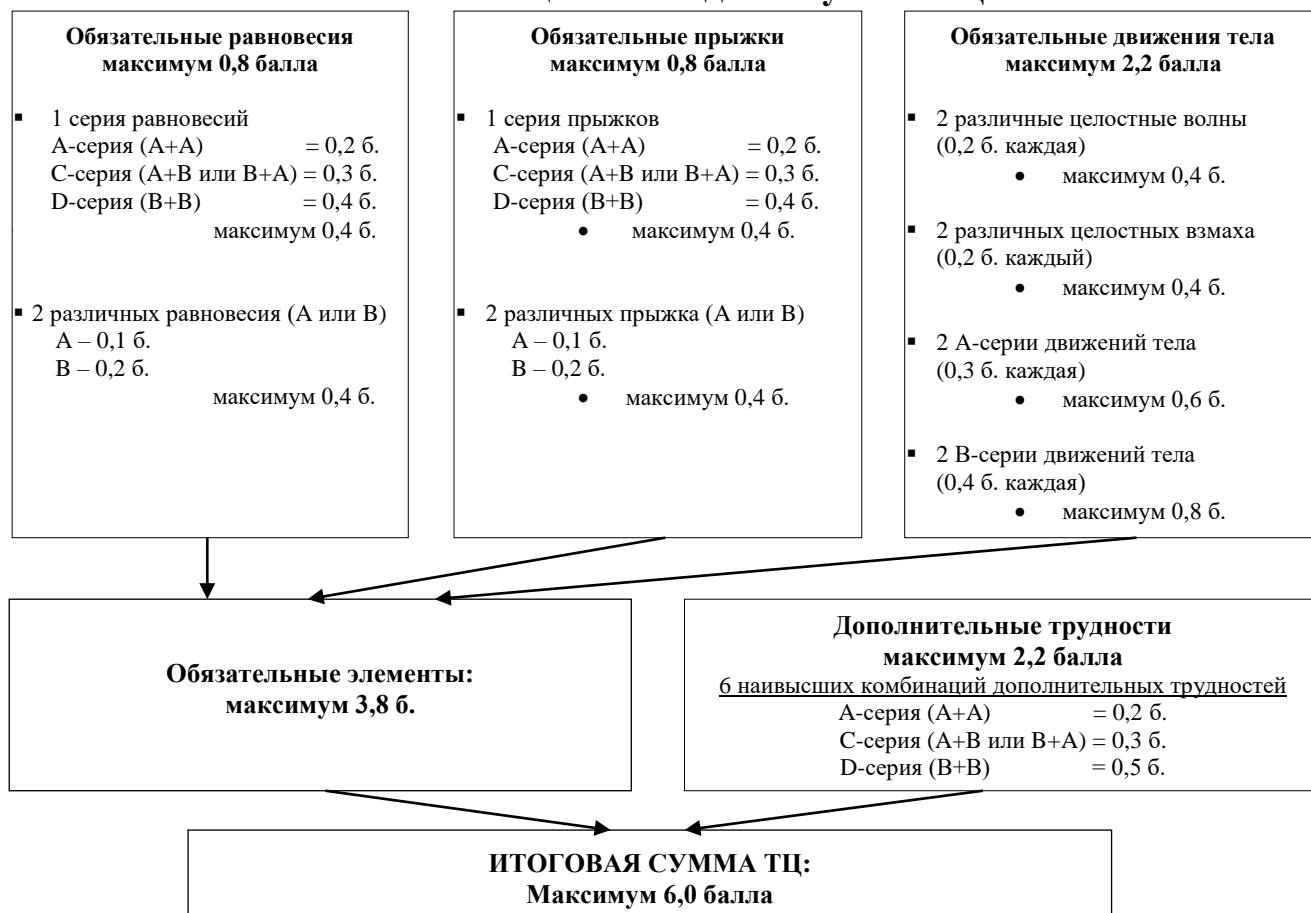 Обязательные равновесия
максимум 0,8 балла
▪ 1 серия равновесий
А-серия (А+А) = 0,2 б.
С-серия (А+В или В+А) = 0,3 б.
D-серия (В+В) = 0,4 б.
максимум 0,4 б.
▪ 2 различных равновесия (А или В)
А – 0,1 б.
В – 0,2 б.
максимум 0,4 б.
Обязательные прыжки
максимум 0,8 балла
▪ 1 серия прыжков
А-серия (А+А) = 0,2 б.
С-серия (А+В или В+А) = 0,3 б.
D-серия (В+В) = 0,4 б.
• максимум 0,4 б.
▪ 2 различных прыжка (А или В)
А – 0,1 б.
В – 0,2 б.
• максимум 0,4 б.
Обязательные движения тела
максимум 2,2 балла
▪ 2 различные целостные волны
(0,2 б. каждая)
• максимум 0,4 б.
▪ 2 различных целостных взмаха
(0,2 б. каждый)
• максимум 0,4 б.
▪ 2 А-серии движений тела
(0,3 б. каждая)
• максимум 0,6 б.
▪ 2 В-серии движений тела
(0,4 б. каждая)
• максимум 0,8 б.
Обязательные элементы:
максимум 3,8 б.
Дополнительные трудности
максимум 2,2 балла
6 наивысших комбинаций дополнительных трудностей
А-серия (А+А) = 0,2 б.
С-серия (А+В или В+А) = 0,3 б.
D-серия (В+В) = 0,5 б.
ИТОГОВАЯ СУММА ТЦ:
Максимум 6,0 балла